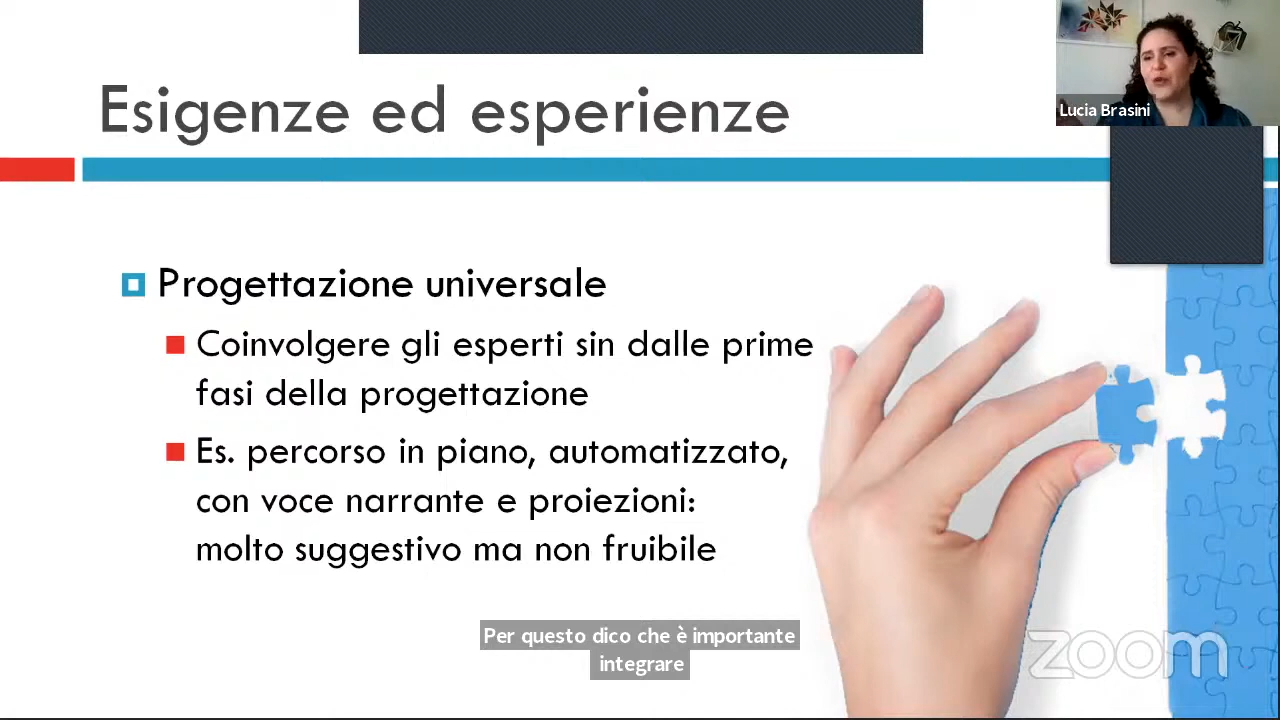 Lucia Brasini
Esigenze ed esperienze
Progettazione universale
Coinvolgere gli esperti sin dalle prime
fasi della progettazione
Es. percorso in piano, automatizzato,
con voce narrante e proiezioni:
molto suggestivo ma non fruibile
Per questo dico che è importante
integrare
zoom